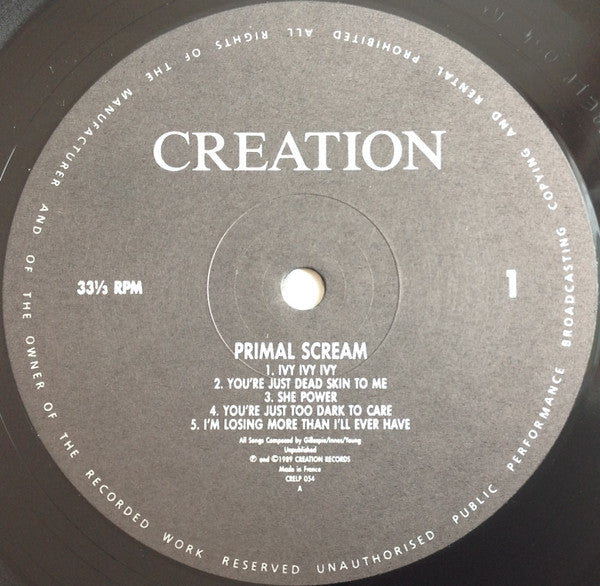 CREATION
33⅓ RPM
1
PRIMAL SCREAM
1. IVY IVY IVY
2. YOU'RE JUST DEAD SKIN TO ME
3. SHE POWER
4. YOU'RE JUST TOO DARK TO CARE
5. I'M LOSING MORE THAN I'LL EVER HAVE
All Songs Composed by Gillespie/Innes/Young
Unpublished
℗ and ©1989 CREATION RECORDS
Made in France
CRELP 054
A
ALL RIGHTS OF THE MANUFACTURER AND OF THE OWNER OF THE RECORDED WORK RESERVED UNAUTHORISED PUBLIC PERFORMANCE BROADCASTING COPYING AND RENTAL PROHIBITED